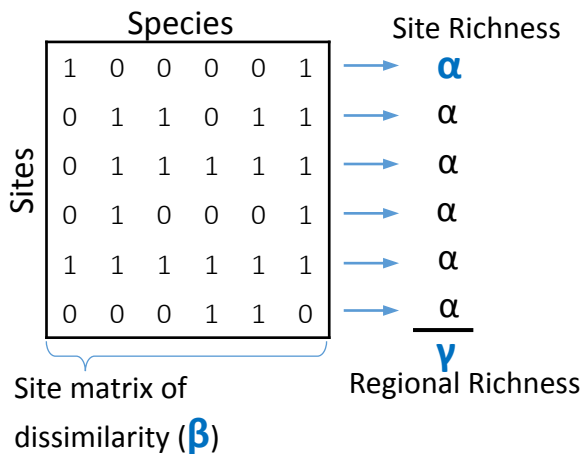 Species
Site Richness
Sites
1 0 0 0 0 1 α
0 1 1 0 1 1 α
0 1 1 1 1 1 α
0 1 0 0 0 1 α
1 1 1 1 1 1 α
0 0 0 1 1 0 α
γ
Regional Richness
Site matrix of
dissimilarity (β)